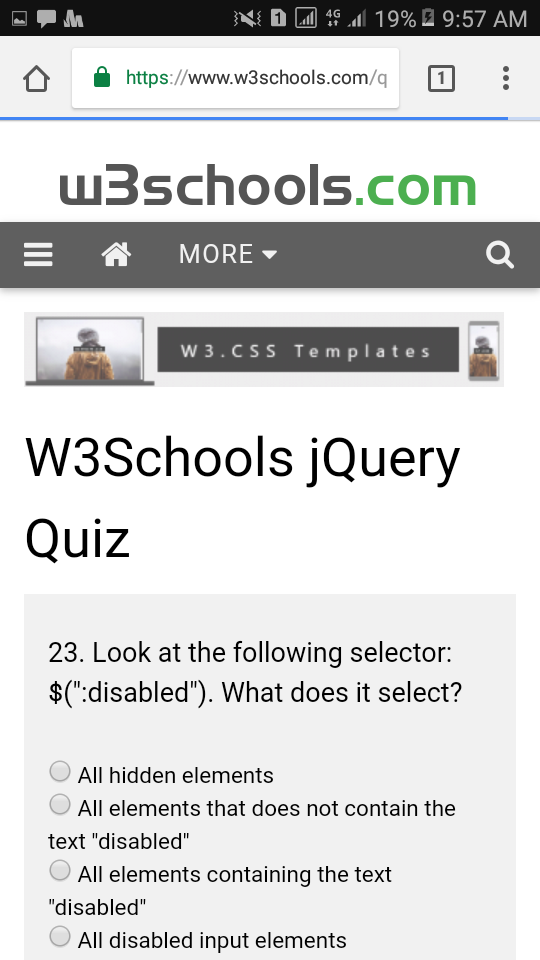 4G 19% 9:57 AM
https://www.w3schools.com/q
1
w3schools.com
MORE
W3.CSS Templates
W3Schools jQuery
Quiz
23. Look at the following selector:
$(":disabled"). What does it select?
All hidden elements
All elements that does not contain the
text "disabled"
All elements containing the text
"disabled"
All disabled input elements